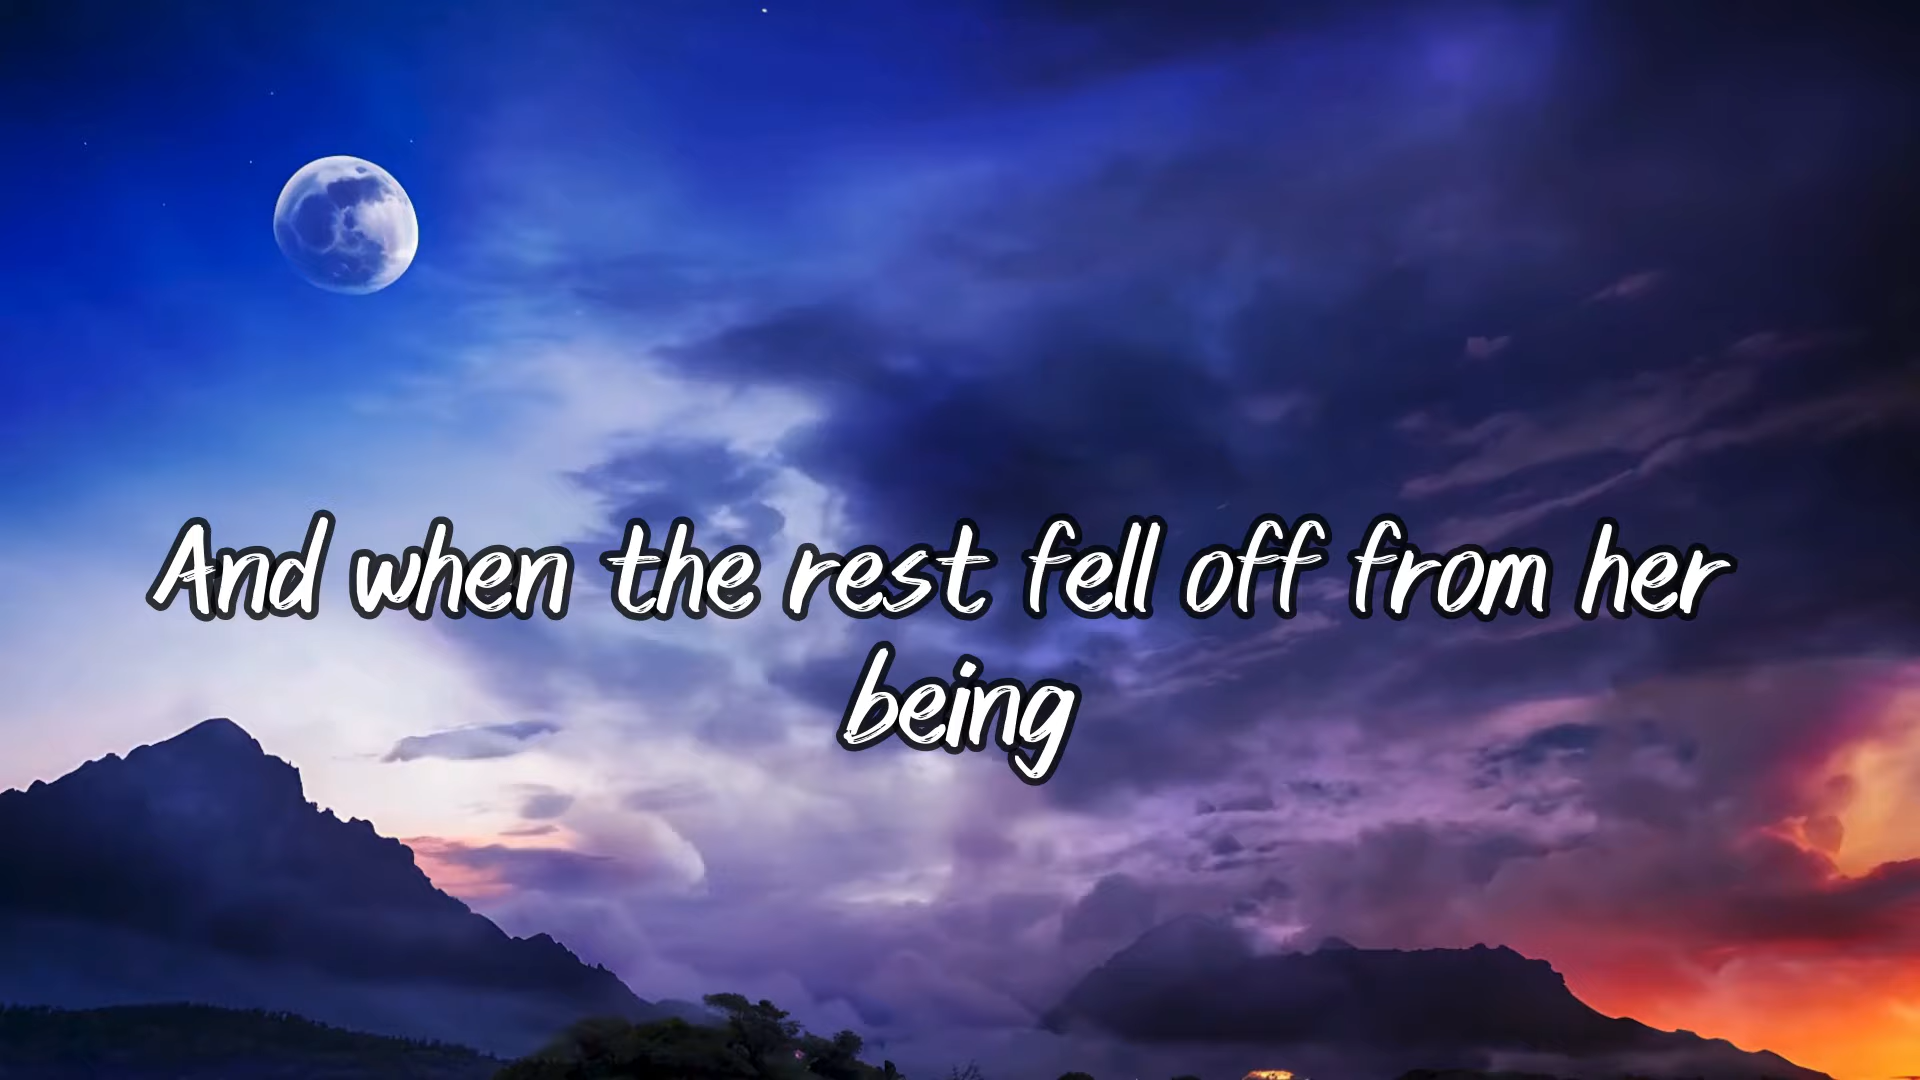 And when the rest fell off from her
being